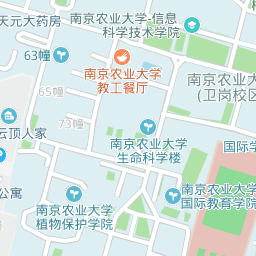 天元大药房
南京农业大学-信息
科学技术学院
63幢
南京农业大学
教工餐厅
南京农业大学
(卫岗校区
65幢
73幢
云顶人家
南京农业大学
生命科学楼
国际学
公寓
南京农业大学
植物保护学院
南京农业大学
国际教育学院